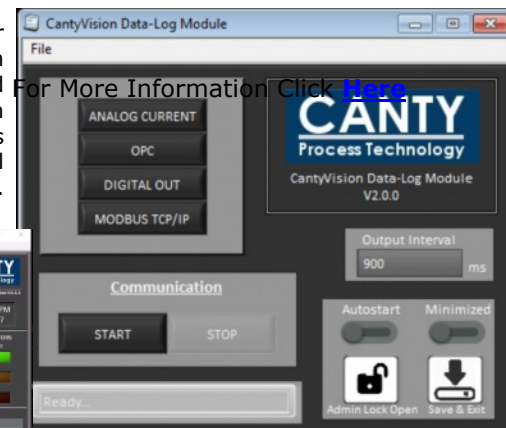 CantyVision Data-Log Module
File
For More Information Click Here
ANALOG CURRENT
OPC
DIGITAL OUT
MODBUS TCP/IP
CANTY
Process Technology
CantyVision Data-Log Module
V2.0.0
Output Interval
900 ms
Communication
START STOP
Autostart Minimized
Ready...
Admin Lock Open Save & Exit